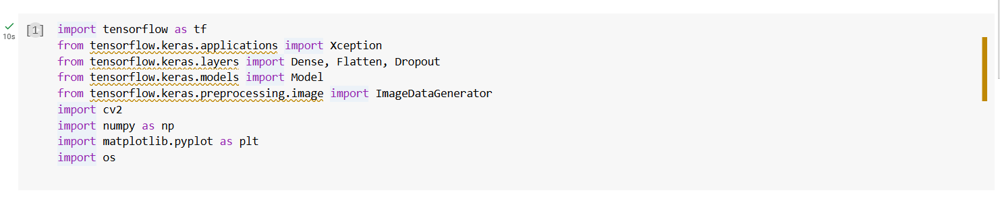 [1] import tensorflow as tf
10s
from tensorflow.keras.applications import Xception
from tensorflow.keras.layers import Dense, Flatten, Dropout
from tensorflow.keras.models import Model
from tensorflow.keras.preprocessing.image import ImageDataGenerator
import cv2
import numpy as np
import matplotlib.pyplot as plt
import os